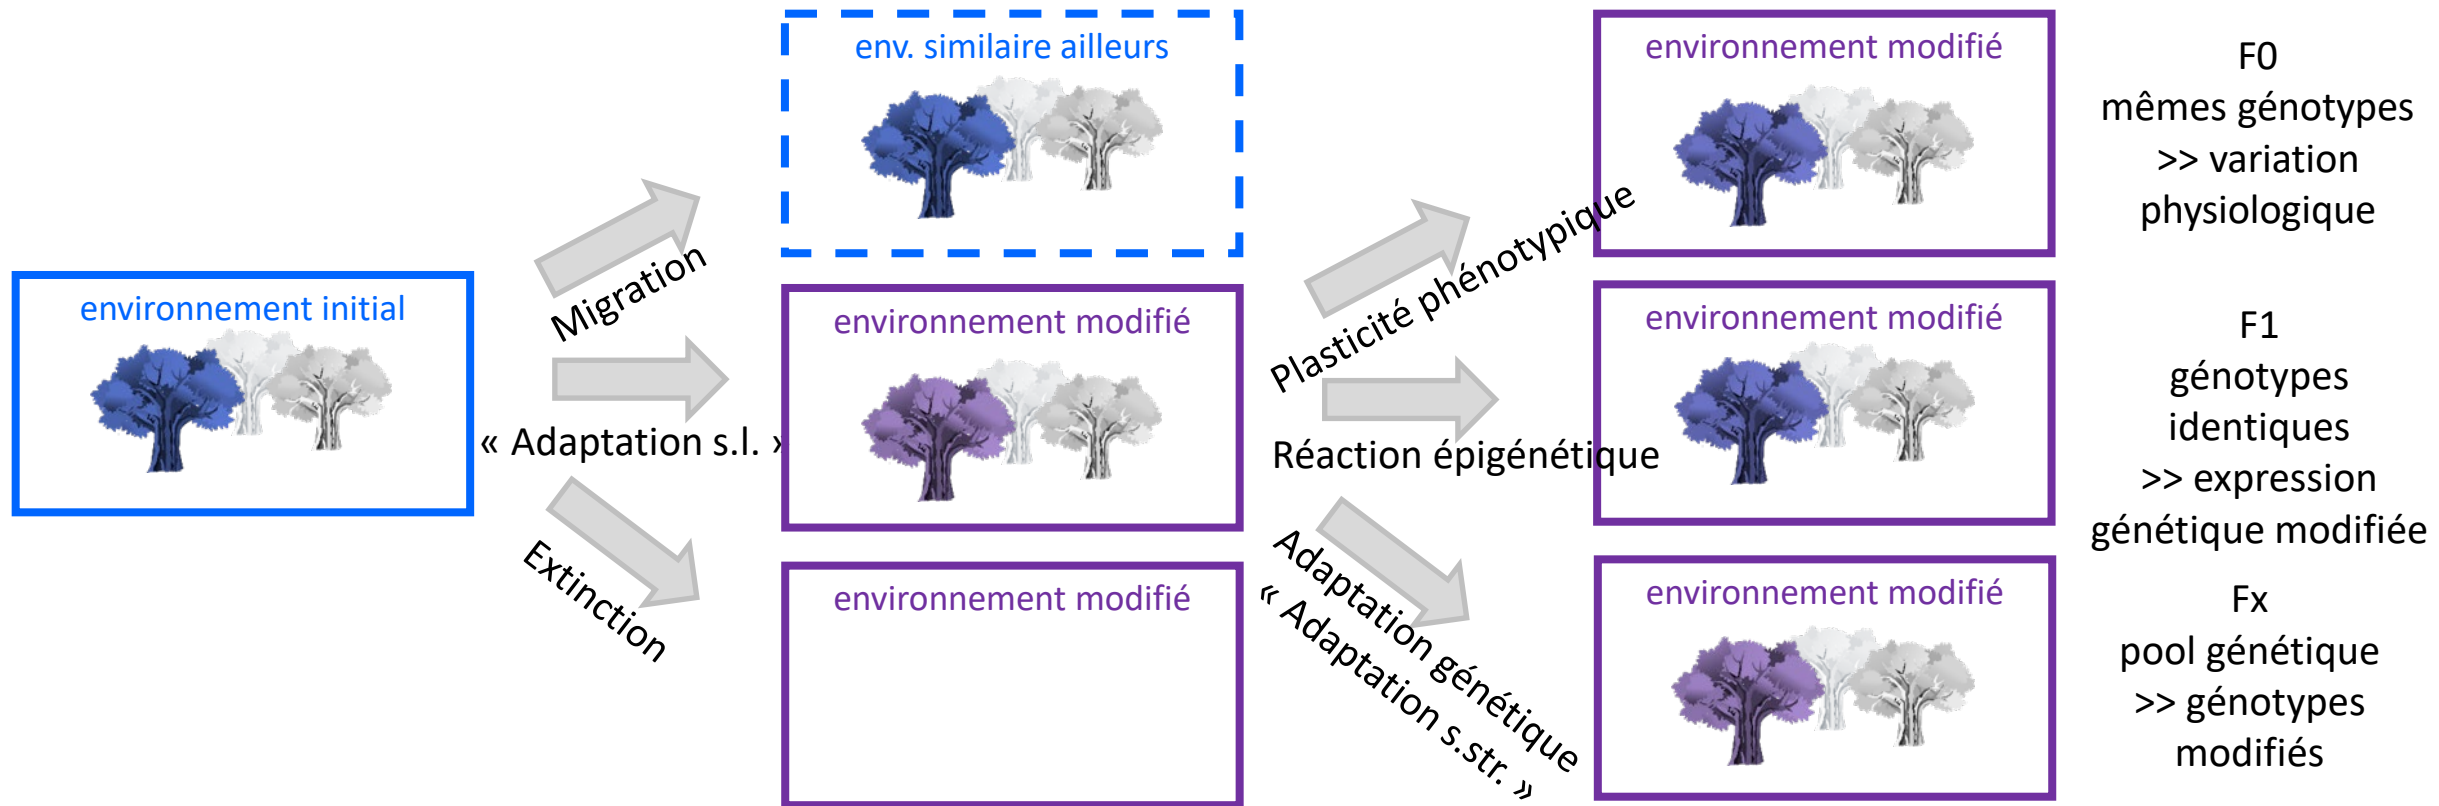 environnement initial
Migration
« Adaptation s.l. »
Extinction
env. similaire ailleurs
environnement modifié
environnement modifié
Plasticité phénotypique
Réaction épigénétique
Adaptation génétique
« Adaptation s.str. »
environnement modifié
F0
mêmes génotypes
>> variation
physiologique
environnement modifié
F1
génotypes
identiques
>> expression
génétique modifiée
environnement modifié
Fx
pool génétique
>> génotypes
modifiés